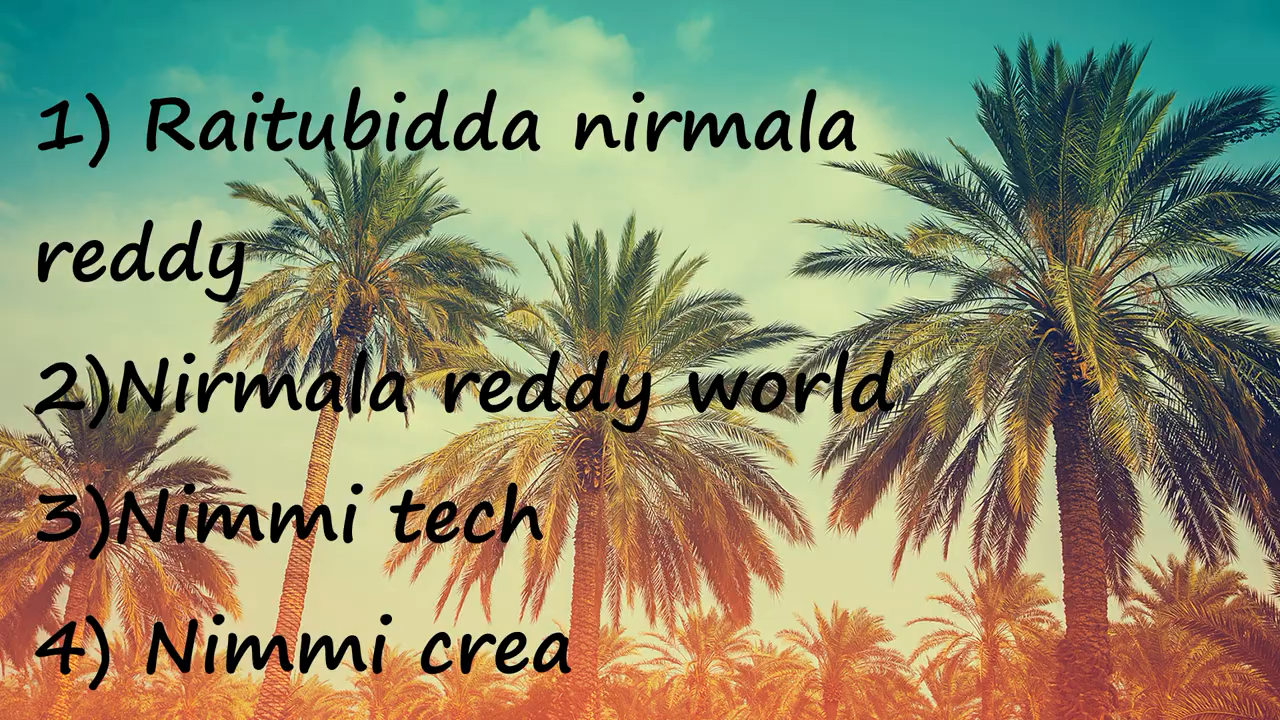 1) Raitubidda nirmala
reddy
2)Nirmala reddy world
3)Nimmi tech
4) Nimmi crea